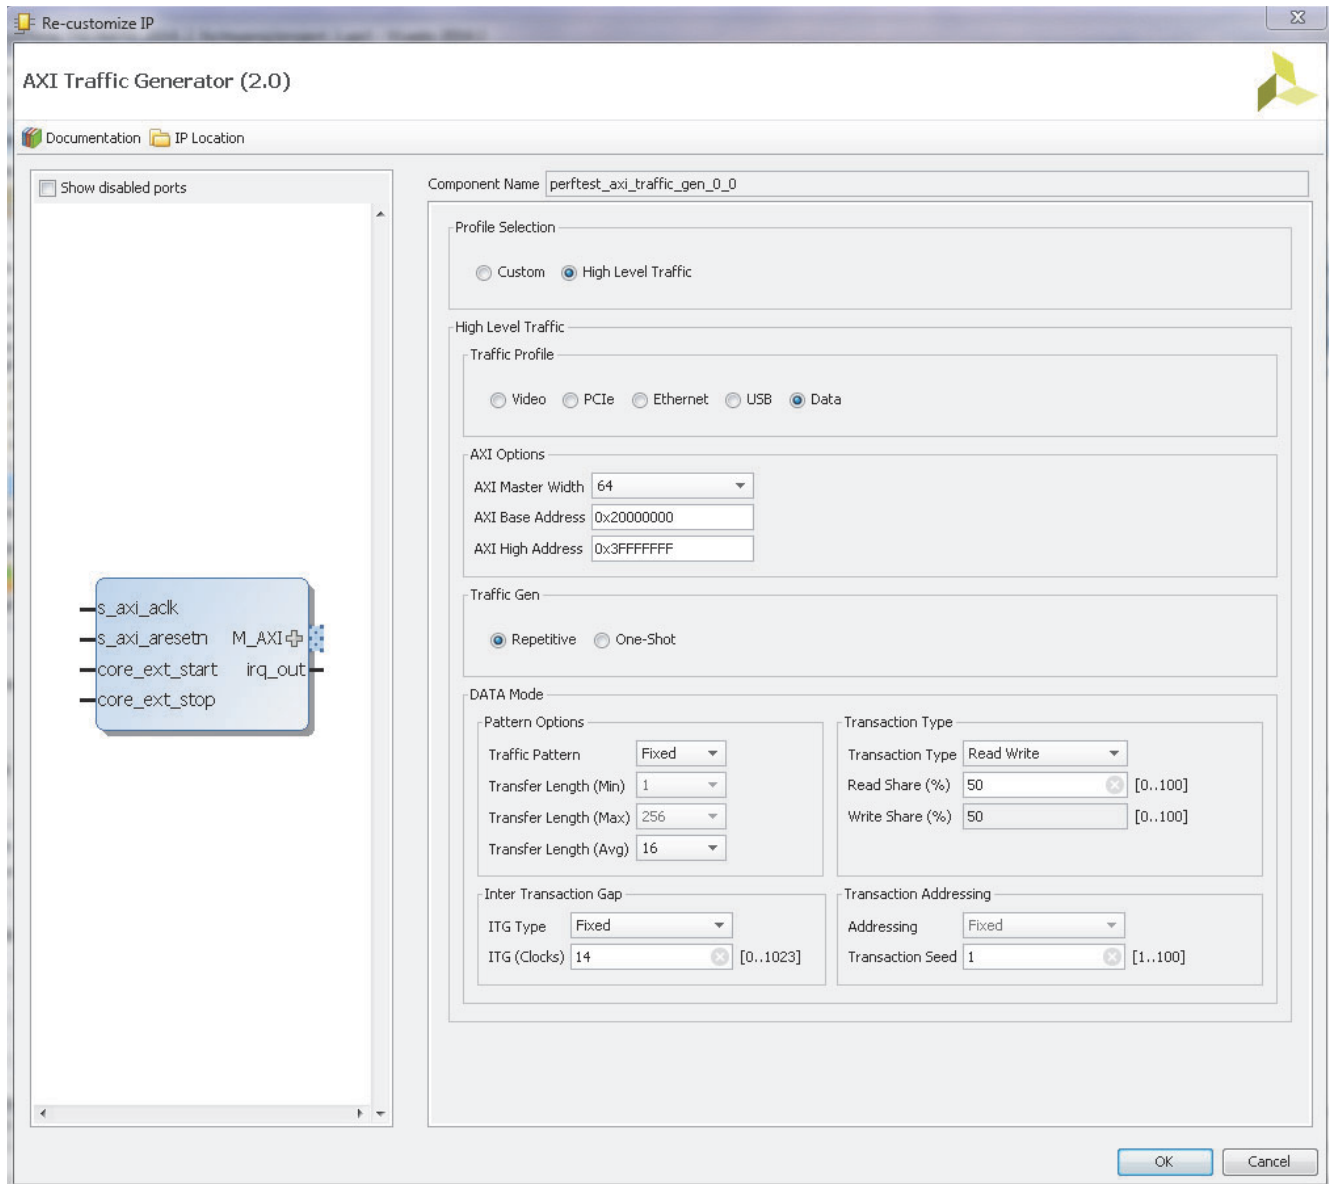 Re-customize IP
AXI Traffic Generator (2.0)
Documentation IP Location
Show disabled ports
s_axi_aclk
s_axi_aresetn M_AXI
core_ext_start irq_out
core_ext_stop
Component Name perftest_axi_traffic_gen_0_0
Profile Selection
Custom High Level Traffic
High Level Traffic
Traffic Profile
Video PCIe Ethernet USB Data
AXI Options
AXI Master Width 64
AXI Base Address 0x20000000
AXI High Address 0x3FFFFFFF
Traffic Gen
Repetitive One-Shot
DATA Mode
Pattern Options
Traffic Pattern Fixed
Transfer Length (Min) 1
Transfer Length (Max) 256
Transfer Length (Avg) 16
Transaction Type
Transaction Type Read Write
Read Share (%) 50 [0..100]
Write Share (%) 50 [0..100]
Inter Transaction Gap
ITG Type Fixed
ITG (Clocks) 14 [0..1023]
Transaction Addressing
Addressing Fixed
Transaction Seed 1 [1..100]
OK Cancel